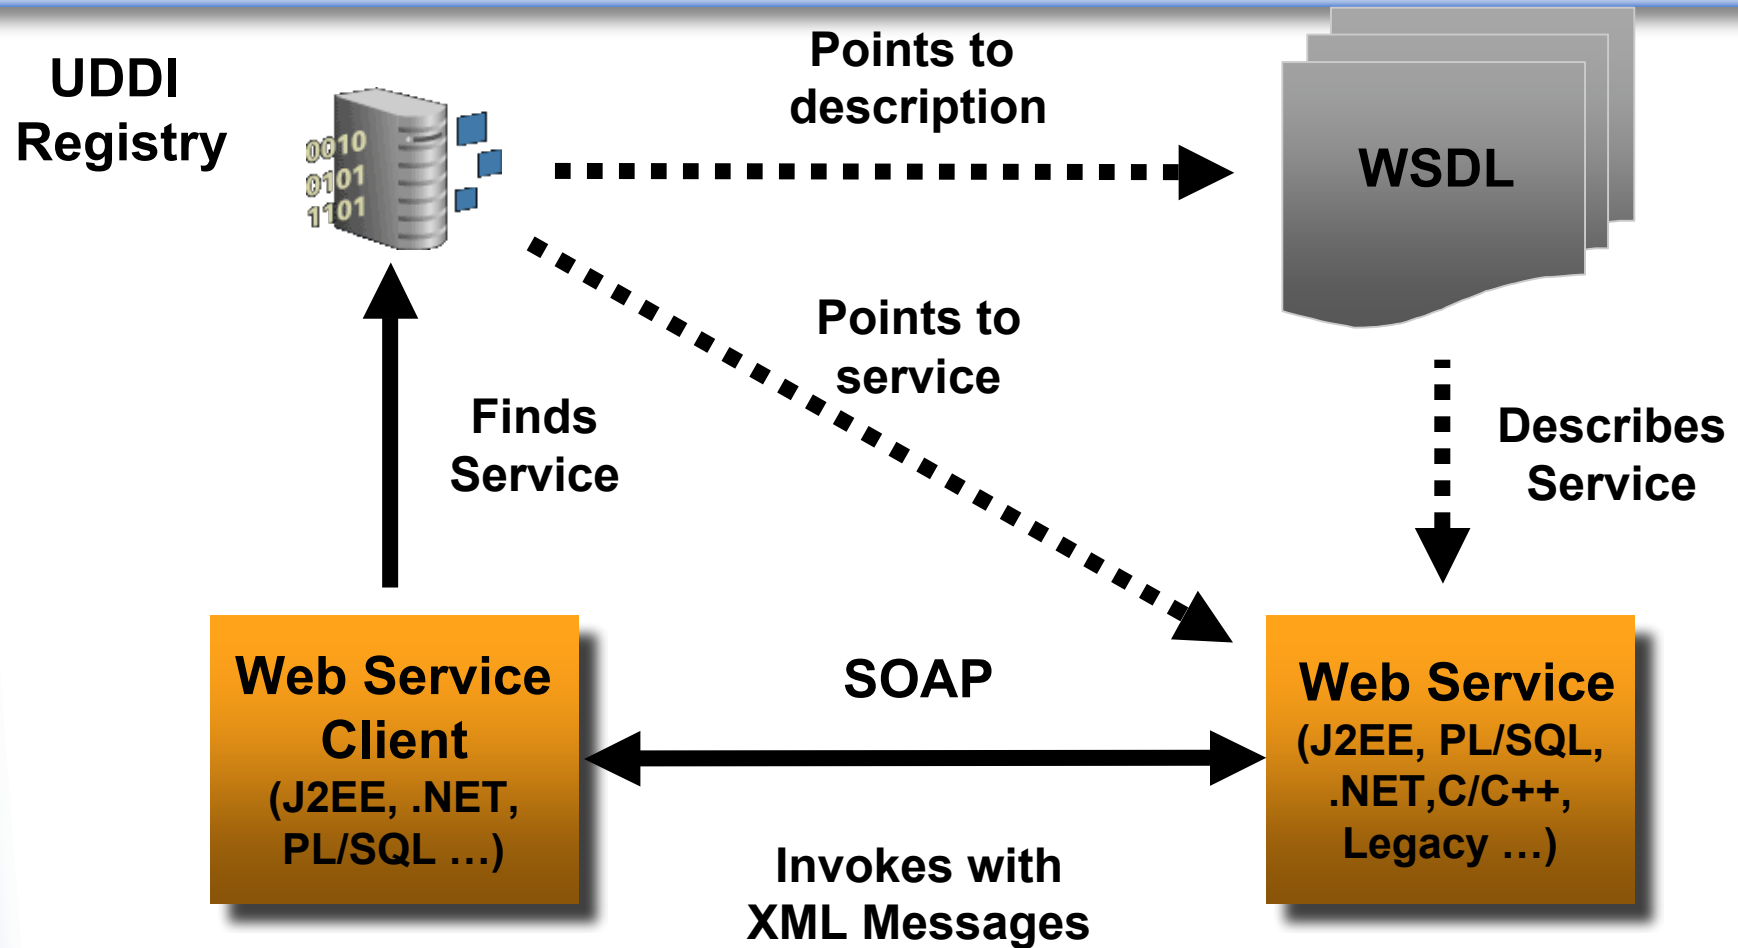 UDDI
Registry
0010
0101
1101
Points to
description
WSDL
Points to
service
Finds
Service
Describes
Service
Web Service
Client
(J2EE, .NET,
PL/SQL …)
SOAP
Invokes with
XML Messages
Web Service
(J2EE, PL/SQL,
.NET,C/C++,
Legacy …)